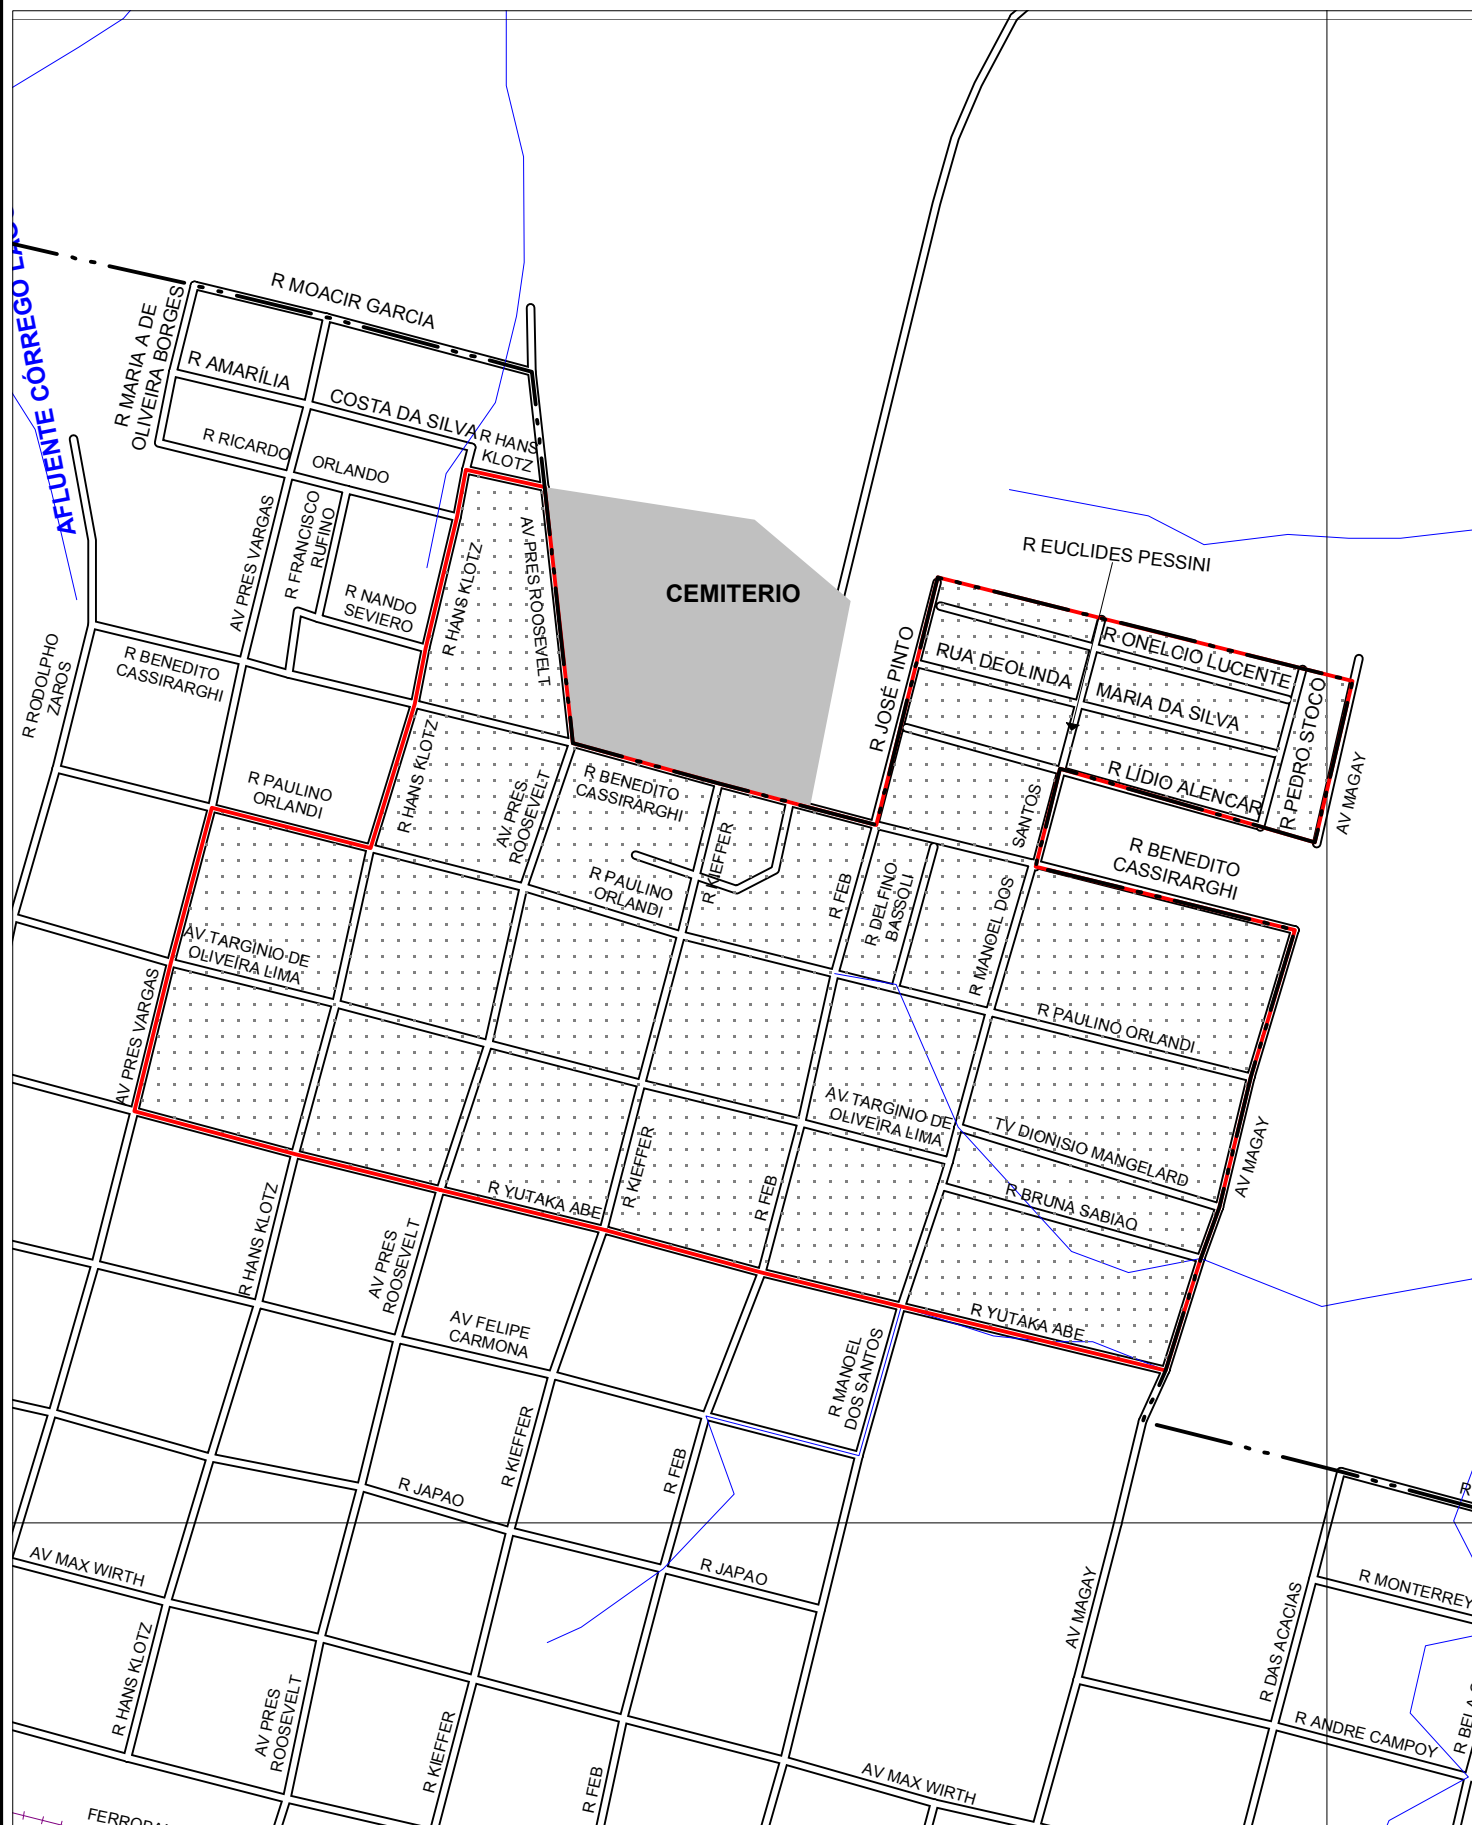 R MOACIR GARCIA
R MARIA A DE
OLIVEIRA BORGES
R AMARÍLIA
COSTA DA SILVA
R HANS
KLOTZ
R RICARDO
ORLANDO
AFLUENTE CÓRREGO
AV PRES VARGAS
R FRANCISCO
RUFINO
R NANDO
SEVIERO
R HANS KLOTZ
AV PRES ROOSEVELT
CEMITERIO
R EUCLIDES PESSINI
R ONELCIO LUCENTE
RUA DEOLINDA
MARIA DA SILVA
R JOSÉ PINTO
R PEDRO STOCO
R LÍDIO ALENCAR
AV MAGAY
R RODOLPHO
ZAROS
R BENEDITO
CASSIRARGHI
R PAULINO
ORLANDI
R HANS KLOTZ
AV PRES
ROOSEVELT
R BENEDITO
CASSIRARGHI
R KIEFFER
R PAULINO
ORLANDI
R FEB
R DELFINO
BASSOLI
R MANOEL DOS
SANTOS
R BENEDITO
CASSIRARGHI
AV TARGINIO DE
OLIVEIRA LIMA
AV PRES VARGAS
R PAULINO ORLANDI
AV TARGINIO DE
OLIVEIRA LIMA
TV DIONISIO MANGELARD
R BRUNA SABIAO
AV MAGAY
R KIEFFER
R FEB
R YUTAKA ABE
R HANS KLOTZ
AV PRES
ROOSEVELT
AV FELIPE
CARMONA
R YUTAKA ABE
R MANOEL
DOS SANTOS
R KIEFFER
R FEB
R JAPAO
R JAPAO
AV MAX WIRTH
R HANS KLOTZ
AV PRES
ROOSEVELT
R KIEFFER
R FEB
AV MAX WIRTH
AV MAGAY
R DAS ACACIAS
R MONTERREY
R ANDRE CAMPOY
R BELA